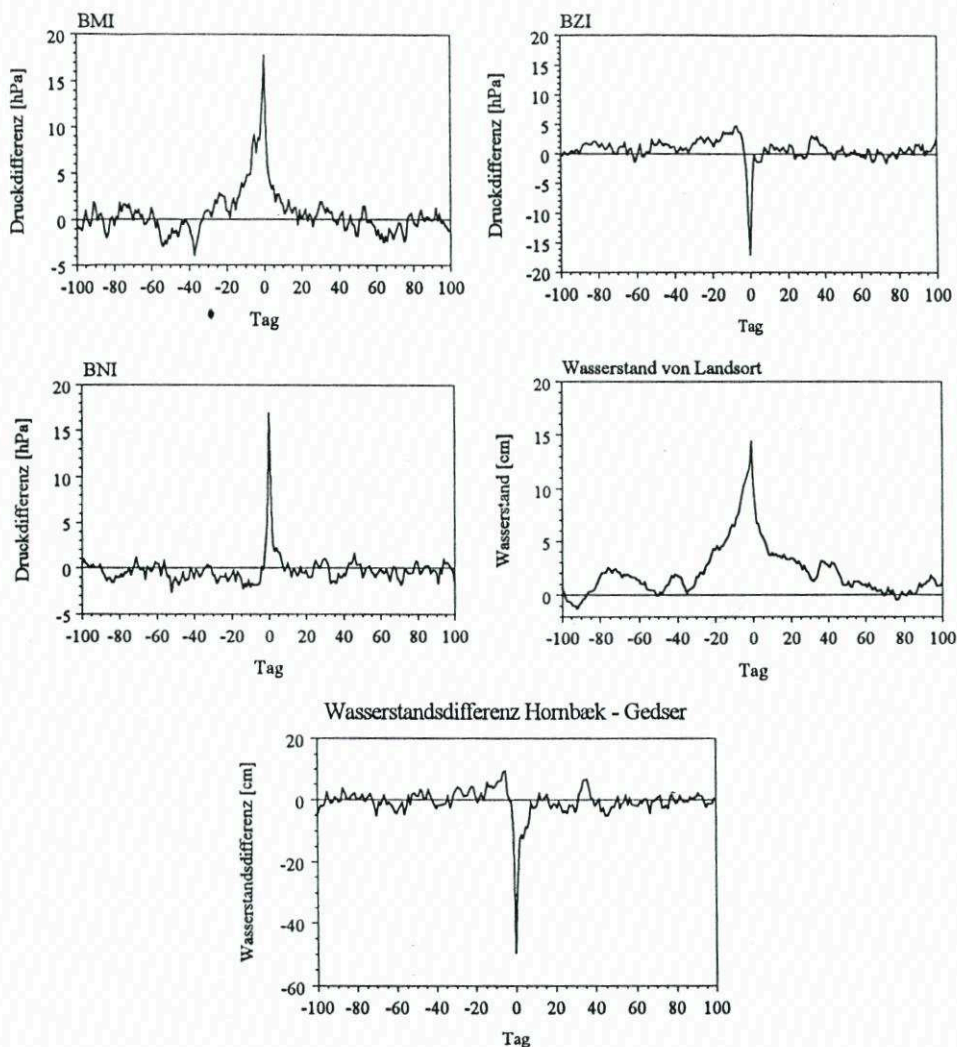 BMI
Druckdifferenz [hPa]
20
15
10
5
0
-5
-100 -80 -60 -40 -20 0 20 40 60 80 100
Tag
BZI
Druckdifferenz [hPa]
20
15
10
5
0
-5
-10
-15
-20
-100 -80 -60 -40 -20 0 20 40 60 80 100
Tag
BNI
Druckdifferenz [hPa]
20
15
10
5
0
-5
-100 -80 -60 -40 -20 0 20 40 60 80 100
Tag
Wasserstand von Landsort
Wasserstand [cm]
20
15
10
5
0
-100 -80 -60 -40 -20 0 20 40 60 80 100
Tag
Wasserstandsdifferenz Hornbæk - Gedser
Wasserstandsdifferenz [cm]
20
0
-20
-40
-60
-100 -80 -60 -40 -20 0 20 40 60 80 100
Tag